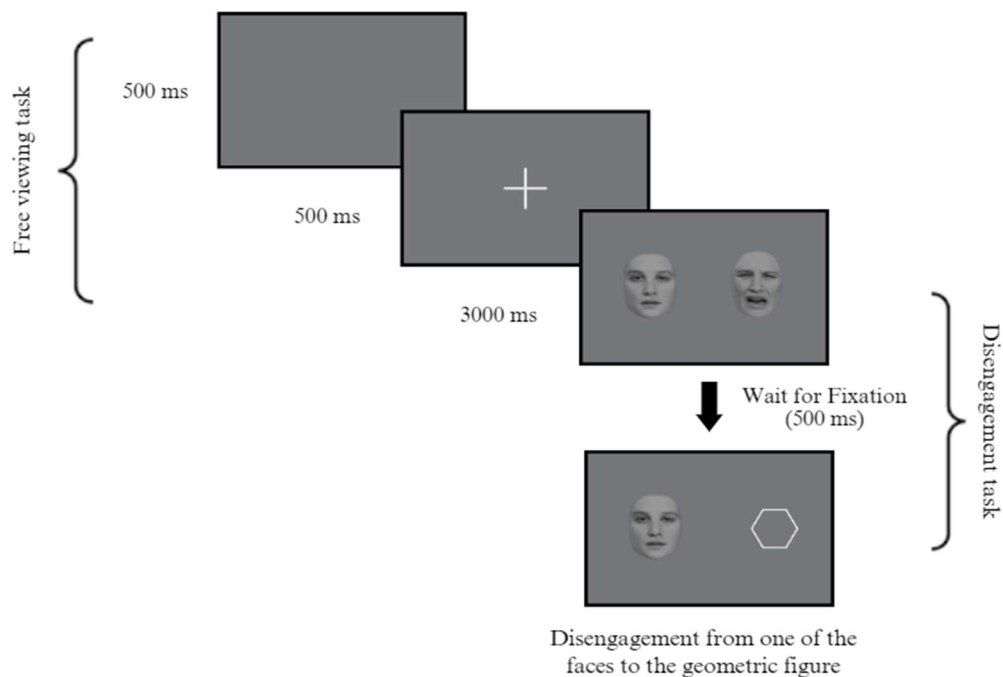 Free viewing task
500 ms
500 ms
3000 ms
Wait for Fixation
(500 ms)
Disengagement task
Disengagement from one of the
faces to the geometric figure